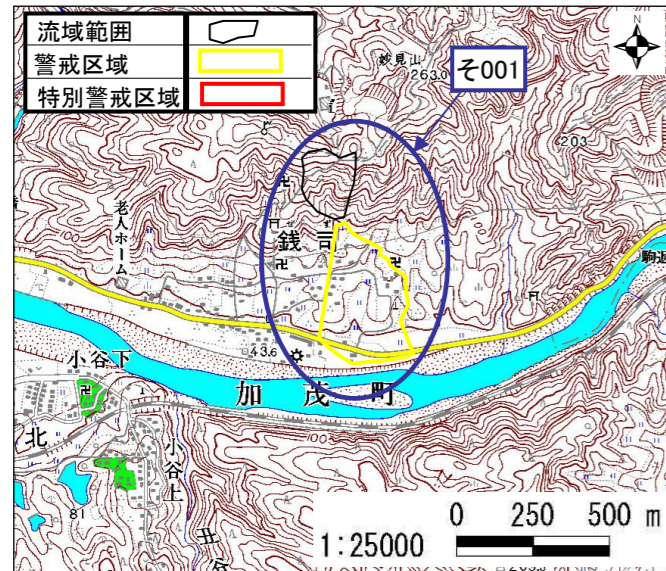 流域範囲
警戒区域
特別警戒区域
N
そ001
妙見山
263.0
203
老人ホーム
銭司
駒返
43.6
小谷下
加茂町
100
100
北
小谷上
81
0 250 500 m
1:25000